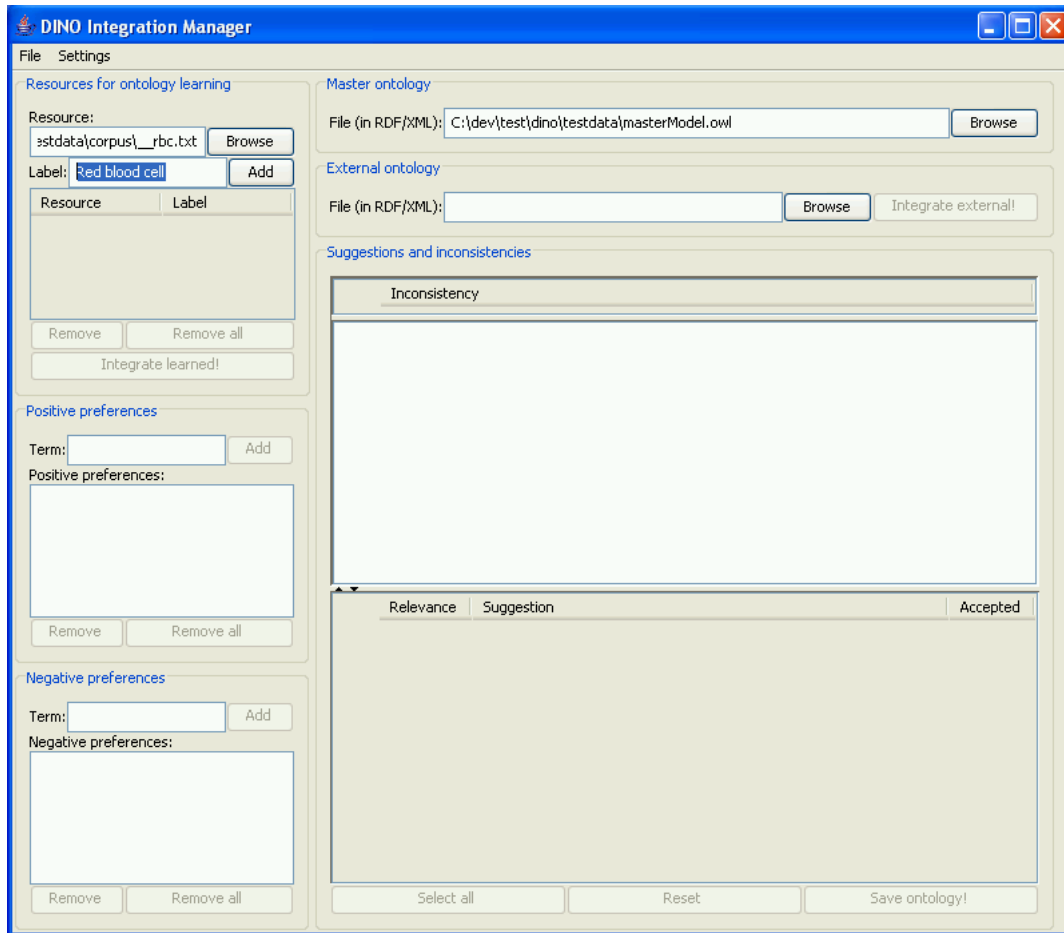 DINO Integration Manager
File Settings
Resources for ontology learning
Resource:
estdata\corpus\__rbc.txt Browse
Label: Red blood cell Add
Resource Label
Remove Remove all
Integrate learned!
Positive preferences
Term: Add
Positive preferences:
Remove Remove all
Negative preferences
Term: Add
Negative preferences:
Remove Remove all
Master ontology
File (in RDF/XML): C:\dev\test\dino\testdata\masterModel.owl Browse
External ontology
File (in RDF/XML): Browse Integrate external!
Suggestions and inconsistencies
Inconsistency
Relevance Suggestion Accepted
Select all Reset Save ontology!